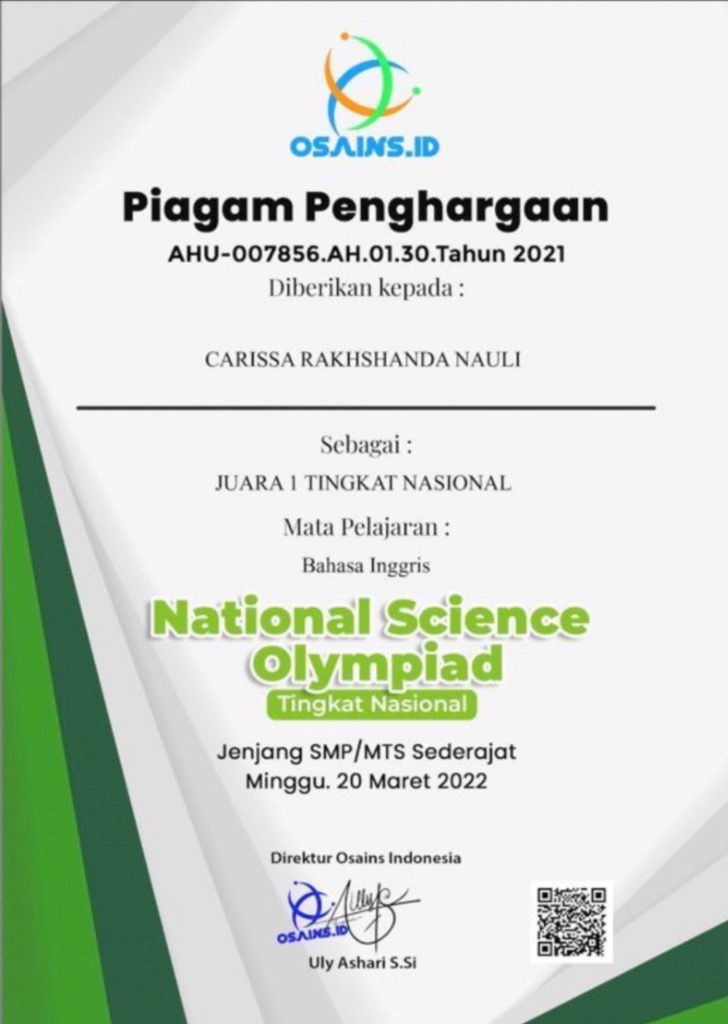 OSAINS.ID
Piagam Penghargaan
AHU-007856.AH.01.30.Tahun 2021
Diberikan kepada :
CARISSA RAKHSHANDA NAULI
Sebagai :
JUARA 1 TINGKAT NASIONAL
Mata Pelajaran :
Bahasa Inggris
National Science
Olympiad
Tingkat Nasional
Jenjang SMP/MTS Sederajat
Minggu. 20 Maret 2022
Direktur Osains Indonesia
OSAINS.ID
Uly Ashari S.Si